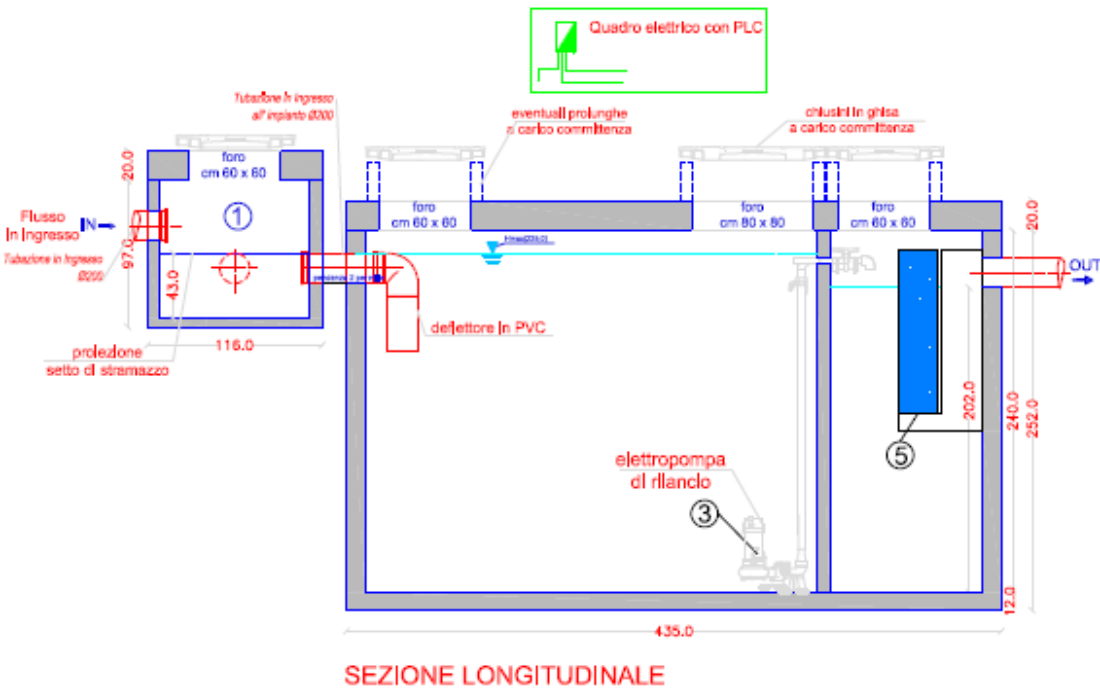 Quadro elettrico con PLC
Tubazione in ingresso
all' impianto Ø200
eventuali prolunghe
a carico committenza
chiusini in ghisa
a carico committenza
20.0
foro
cm 60 x 60
1
Flusso
in ingresso
IN
Tubazione in ingresso
Ø200
97.0
43.0
116.0
proiezione
setto di stramazzo
foro
cm 60 x 60
foro
cm 80 x 80
foro
cm 60 x 60
20.0
OUT
deflettore in PVC
elettropompa
di rilancio
3
5
202.0
240.0
252.0
12.0
435.0
SEZIONE LONGITUDINALE